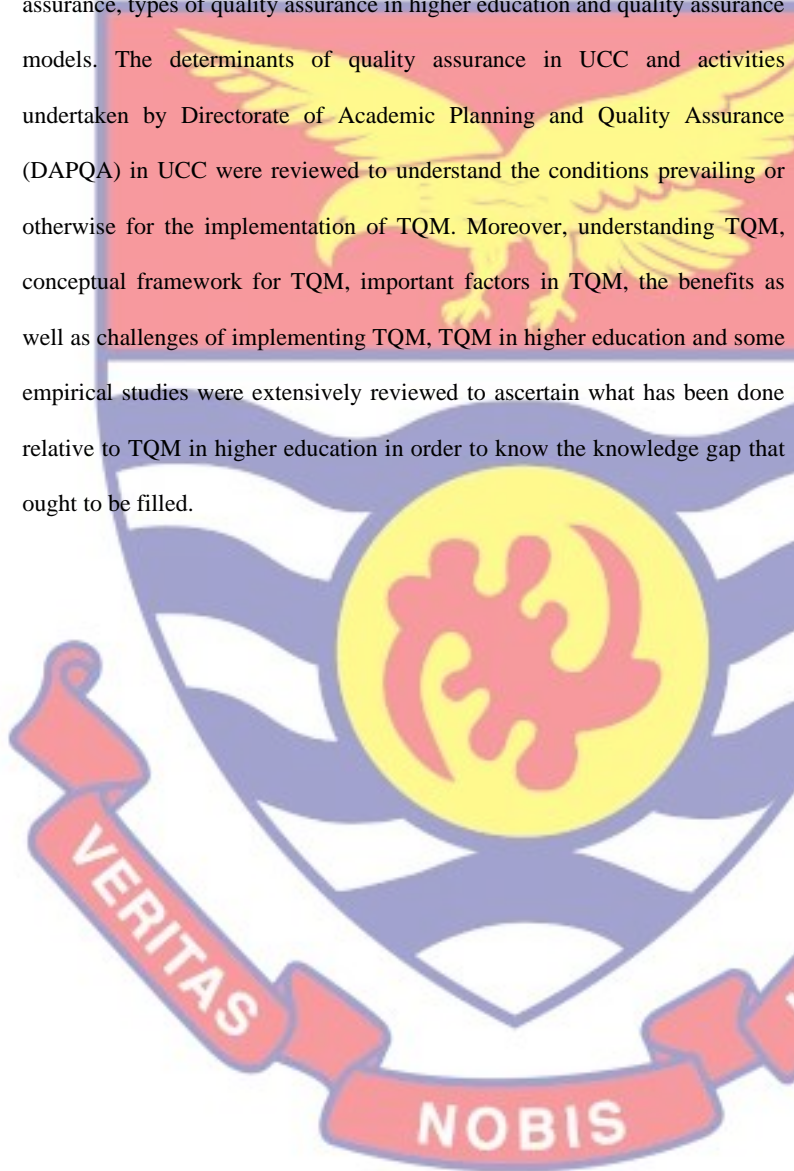 assurance, types of quality assurance in higher education and quality assurance
models. The determinants of quality assurance in UCC and activities
undertaken by Directorate of Academic Planning and Quality Assurance
(DAPQA) in UCC were reviewed to understand the conditions prevailing or
otherwise for the implementation of TQM. Moreover, understanding TQM,
conceptual framework for TQM, important factors in TQM, the benefits as
well as challenges of implementing TQM, TQM in higher education and some
empirical studies were extensively reviewed to ascertain what has been done
relative to TQM in higher education in order to know the knowledge gap that
ought to be filled.
VERITAS
NOBIS